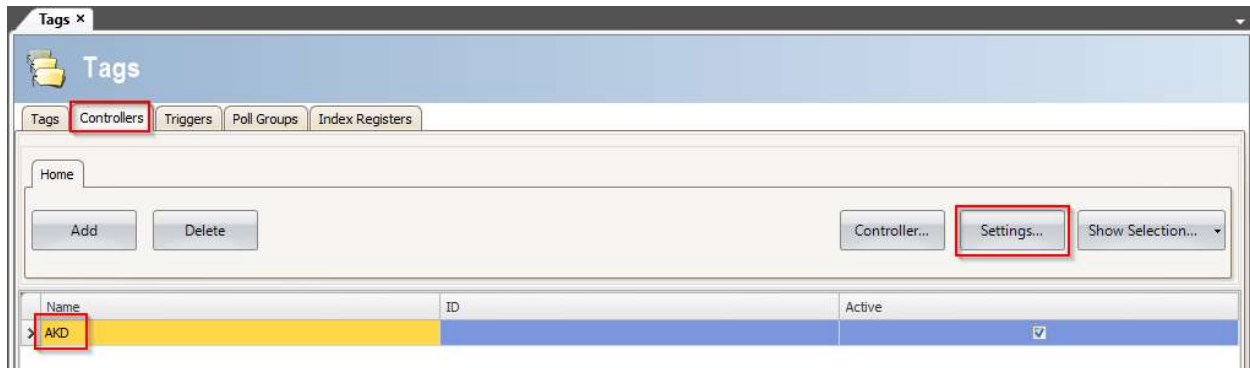 Tags ×
Tags
Tags Controllers Triggers Poll Groups Index Registers
Home
Add Delete Controller... Settings... Show Selection...
Name ID Active
AKD